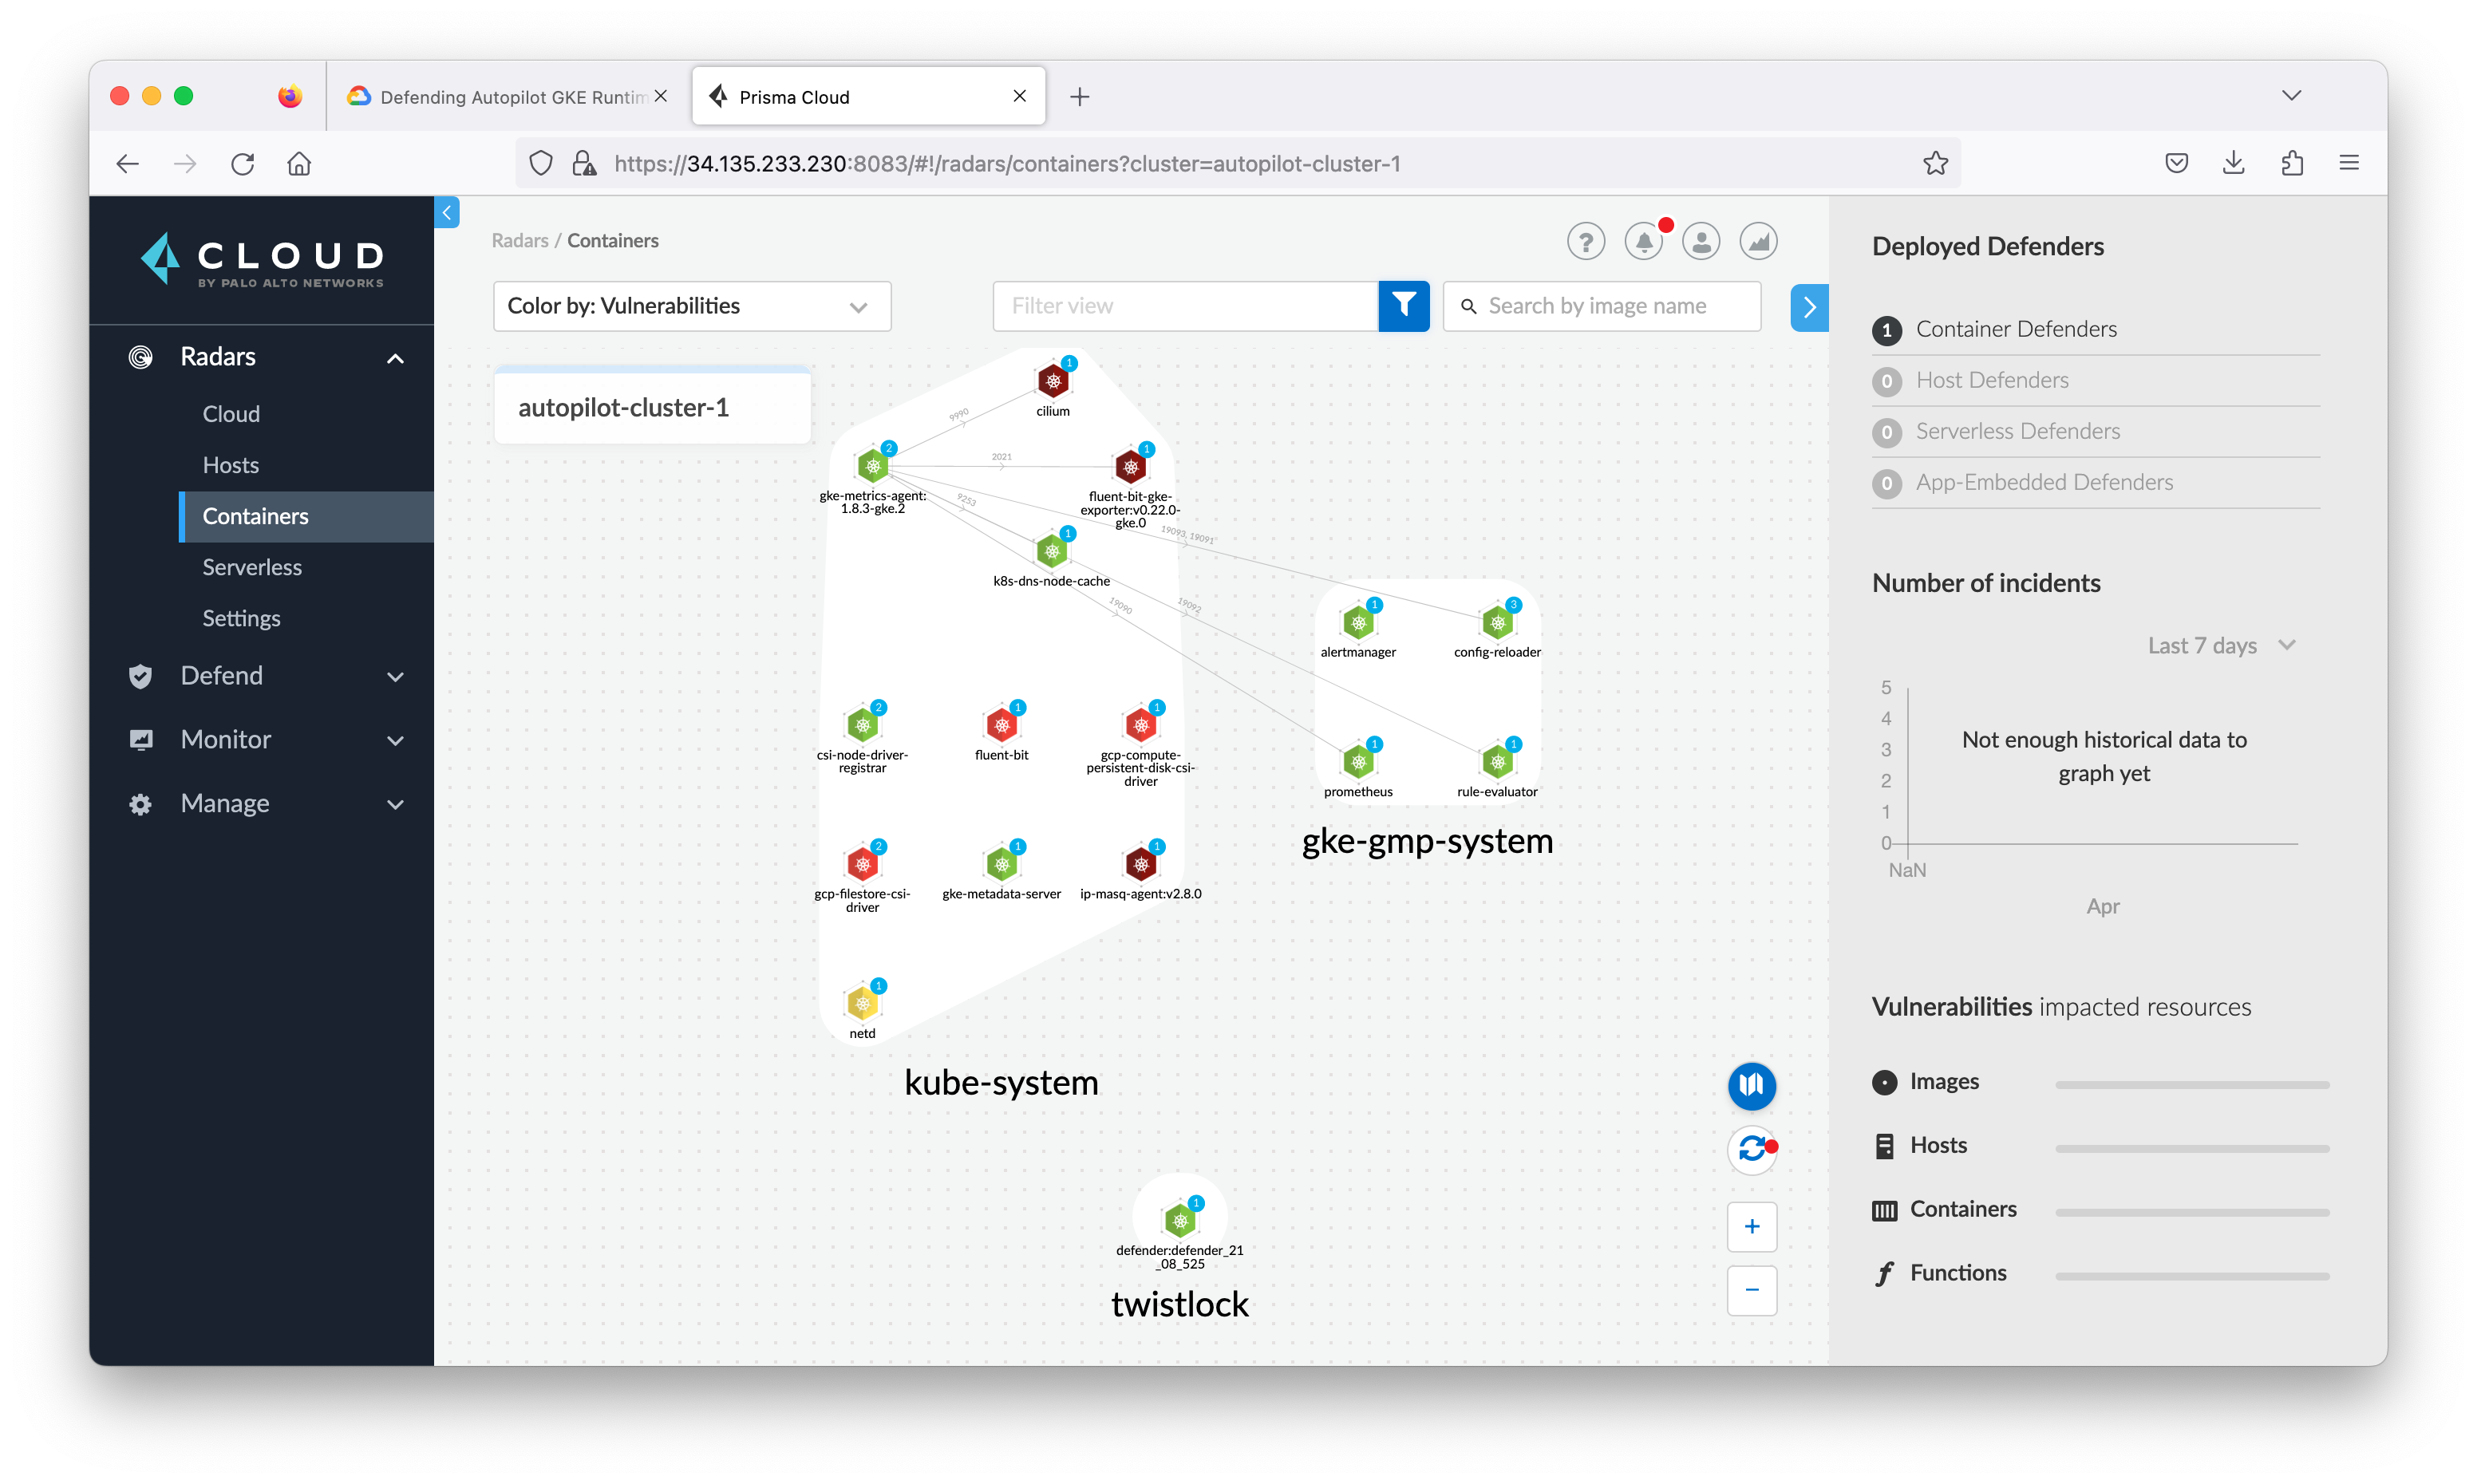 Defending Autopilot GKE Runtim
Prisma Cloud
https://34.135.233.230:8083/#!/radars/containers?cluster=autopilot-cluster-1
CLOUD
BY PALO ALTO NETWORKS
Radars
Cloud
Hosts
Containers
Serverless
Settings
Defend
Monitor
Manage
Radars / Containers
?
Color by: Vulnerabilities
Filter view
Search by image name
autopilot-cluster-1
1
cilium
9990
2
gke-metrics-agent:
1.8.3-gke.2
2021
1
fluent-bit-gke-
exporter:v0.22.0-
gke.0
9253
1
k8s-dns-node-cache
19093, 19091
19090
19092
2
csi-node-driver-
registrar
1
fluent-bit
1
gcp-compute-
persistent-disk-csi-
driver
2
gcp-filestore-csi-
driver
1
gke-metadata-server
1
ip-masq-agent:v2.8.0
1
netd
kube-system
1
alertmanager
3
config-reloader
1
prometheus
1
rule-evaluator
gke-gmp-system
1
defender:defender_21
_08_525
twistlock
+
−
Deployed Defenders
1 Container Defenders
0 Host Defenders
0 Serverless Defenders
0 App-Embedded Defenders
Number of incidents
Last 7 days
5
4
3
2
1
0
Not enough historical data to
graph yet
NaN
Apr
Vulnerabilities impacted resources
Images
Hosts
Containers
Functions